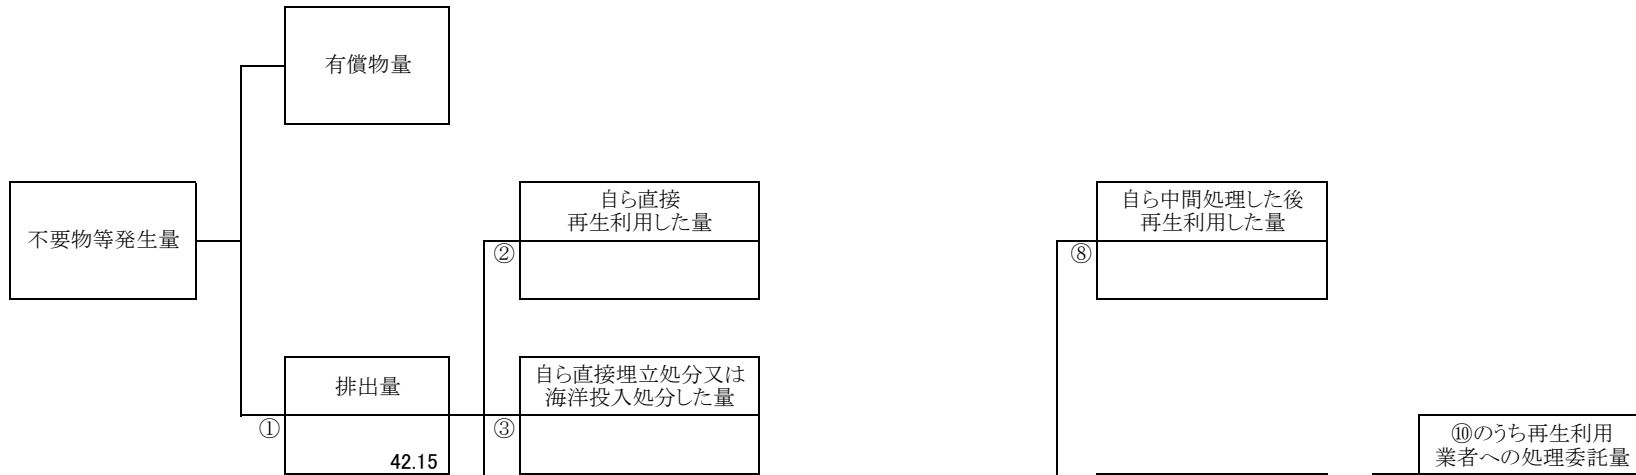 有償物量
不要物等発生量
自ら直接
再生利用した量
②
自ら中間処理した後
再生利用した量
⑧
排出量
①
42.15
自ら直接埋立処分又は
海洋投入処分した量
③
⑩のうち再生利用
業者への処理委託量